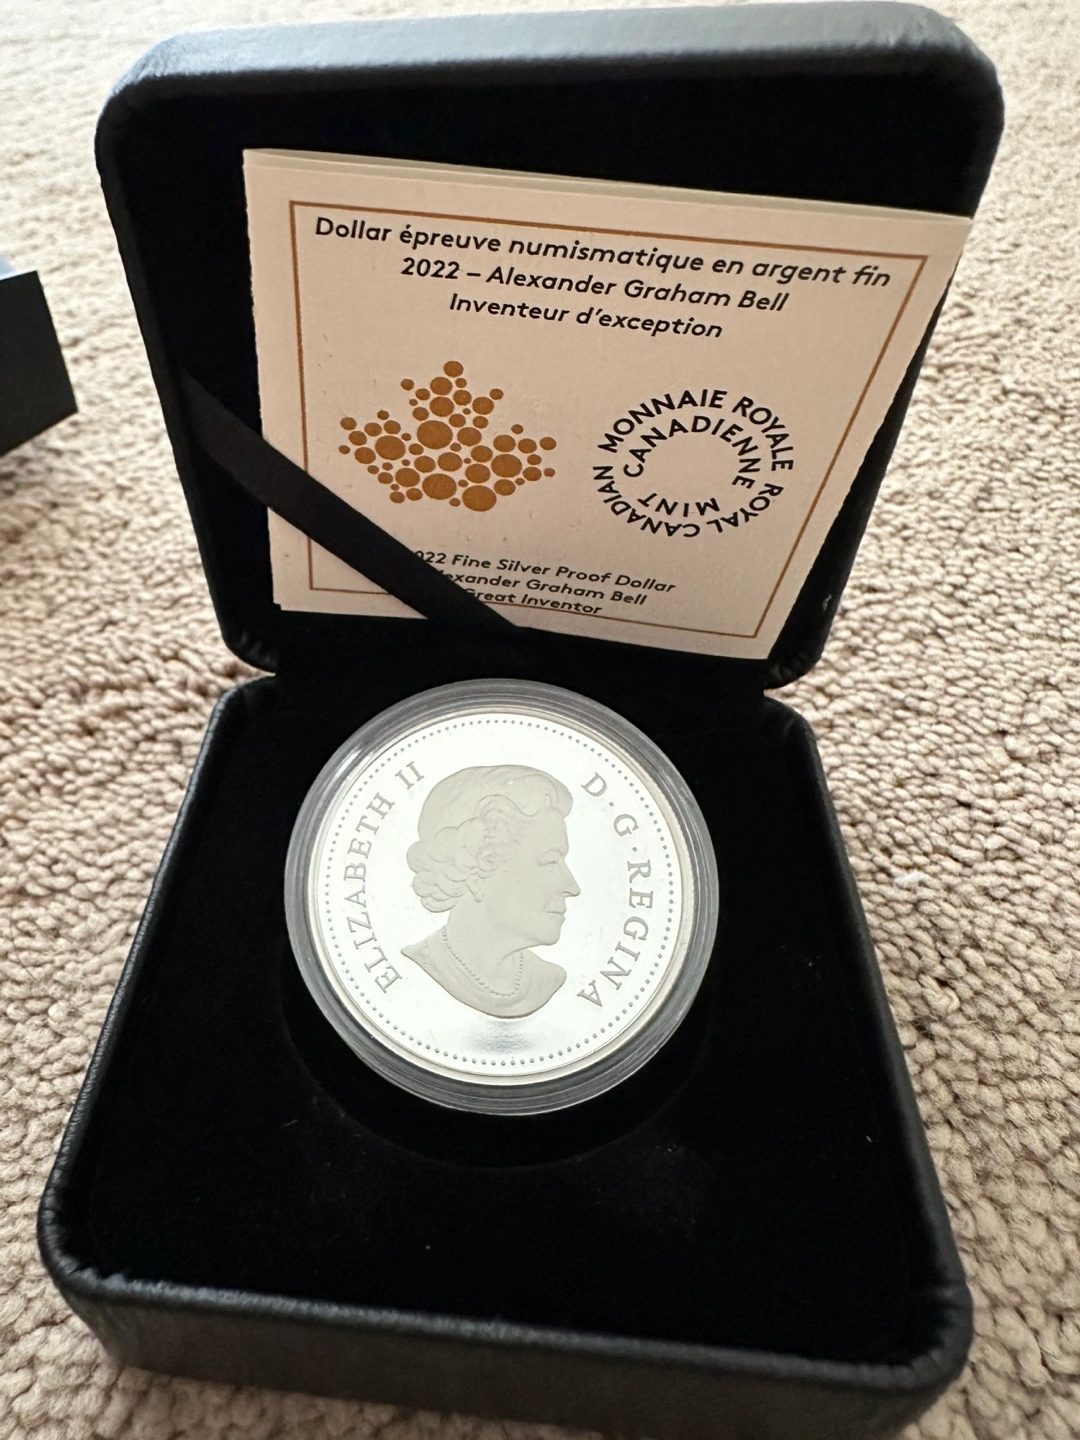 Dollar épreuve numismatique en argent fin
2022 – Alexander Graham Bell
Inventeur d'exception
MONNAIE ROYALE
CANADIENNE
ROYAL CANADIAN
MINT
Fine Silver Proof Dollar
Graham Bell
Great Inventor
ELIZABETH II
D·G·REGINA